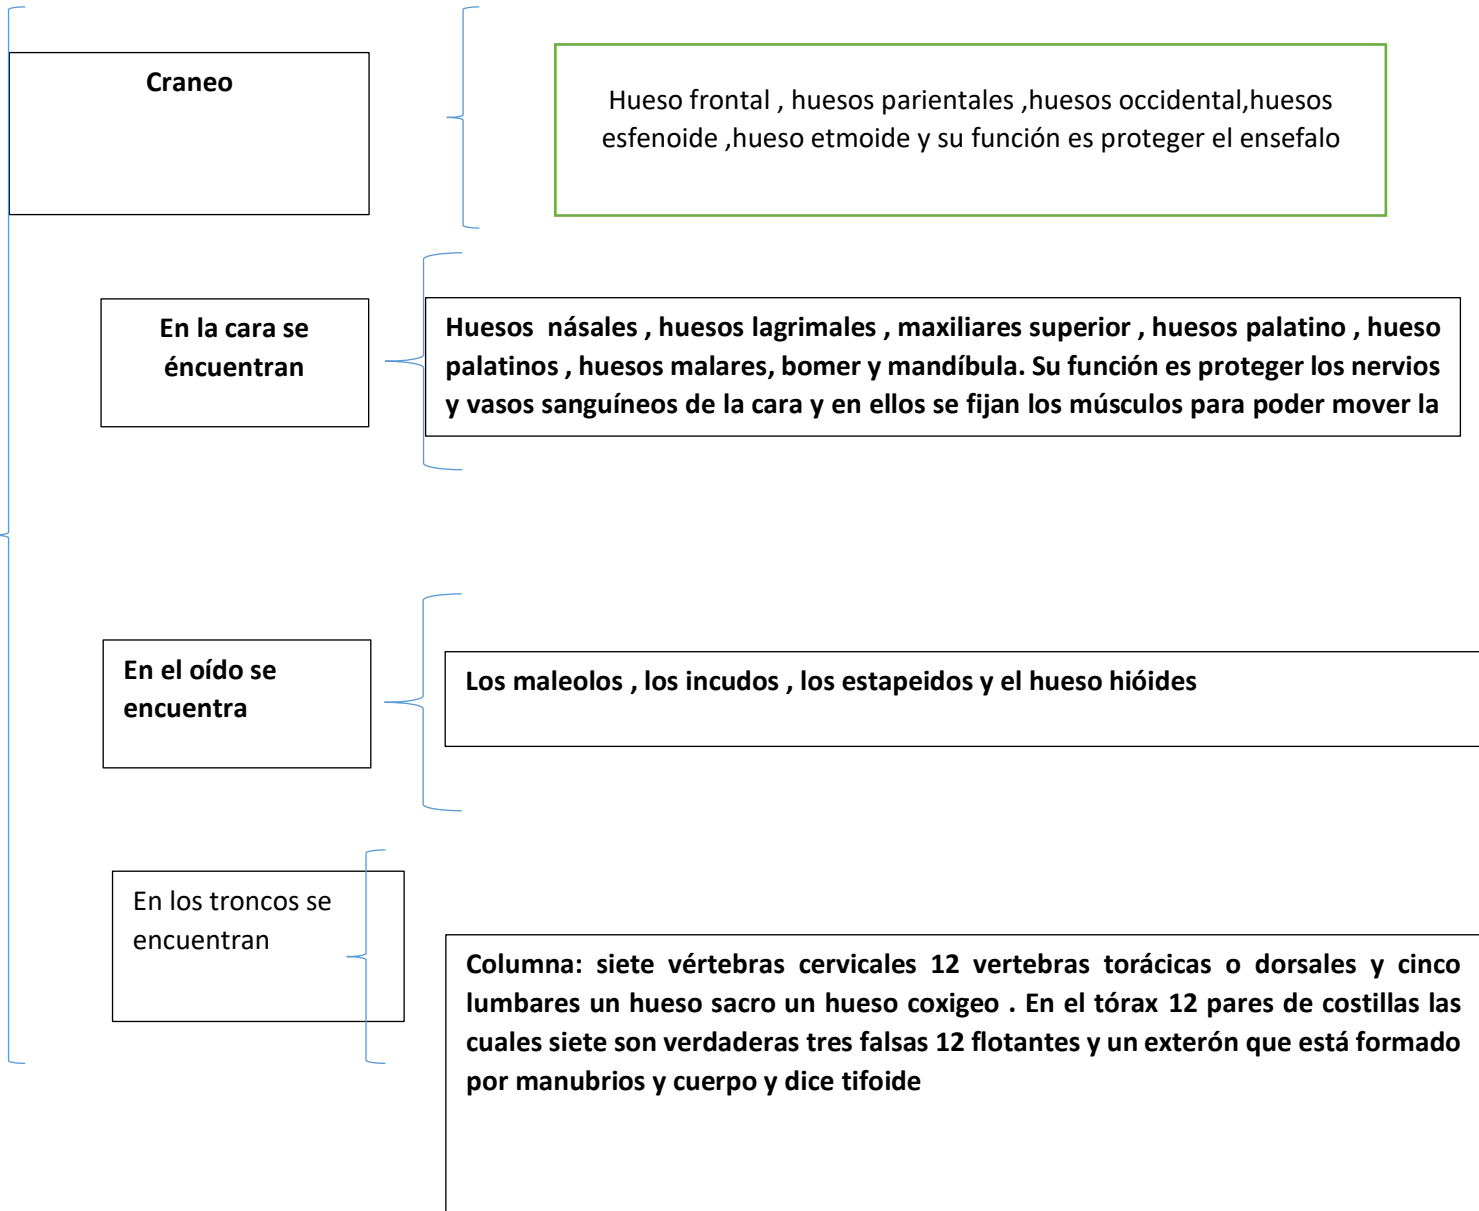 Craneo
Hueso frontal , huesos parientales ,huesos occidental,huesos
esfenoide ,hueso etmoide y su función es proteger el ensefalo
En la cara se
éncuentran
Huesos násales , huesos lagrimales , maxiliares superior , huesos palatino , hueso
palatinos , huesos malares, bomer y mandíbula. Su función es proteger los nervios
y vasos sanguíneos de la cara y en ellos se fijan los músculos para poder mover la
En el oído se
encuentra
Los maleolos , los incudos , los estapeidos y el hueso hióides
En los troncos se
encuentran
Columna: siete vértebras cervicales 12 vertebras torácicas o dorsales y cinco
lumbares un hueso sacro un hueso coxigeo . En el tórax 12 pares de costillas las
cuales siete son verdaderas tres falsas 12 flotantes y un exterón que está formado
por manubrios y cuerpo y dice tifoide